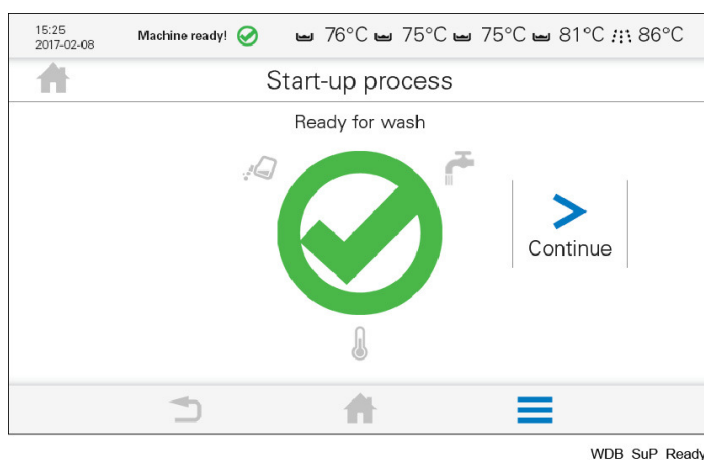 15:25
2017-02-08
Machine ready! 76°C 75°C 75°C 81°C 86°C
Start-up process
Ready for wash
Continue
WDB SuP Ready